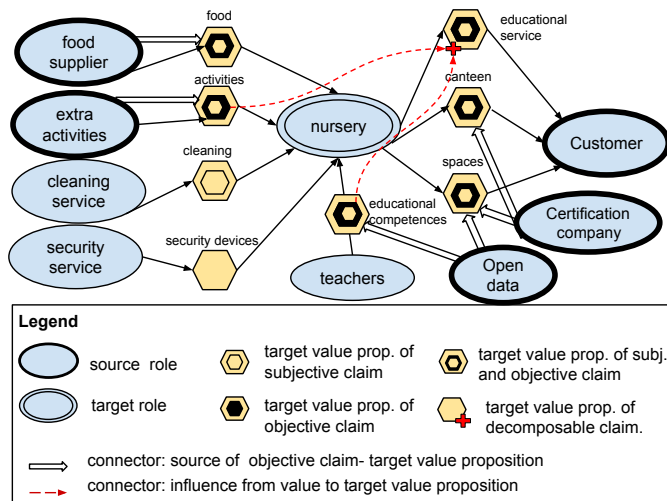 food
educational
service
food
supplier
activities
canteen
extra
activities
nursery
Customer
cleaning
spaces
cleaning
service
educational
competences
Certification
company
security
service
security devices
teachers
Open
data
Legend
source role
target value prop. of
subjective claim
target value prop. of subj.
and objective claim
target role
target value prop. of
objective claim
target value prop. of
decomposable claim.
connector: source of objective claim- target value proposition
connector: influence from value to target value proposition